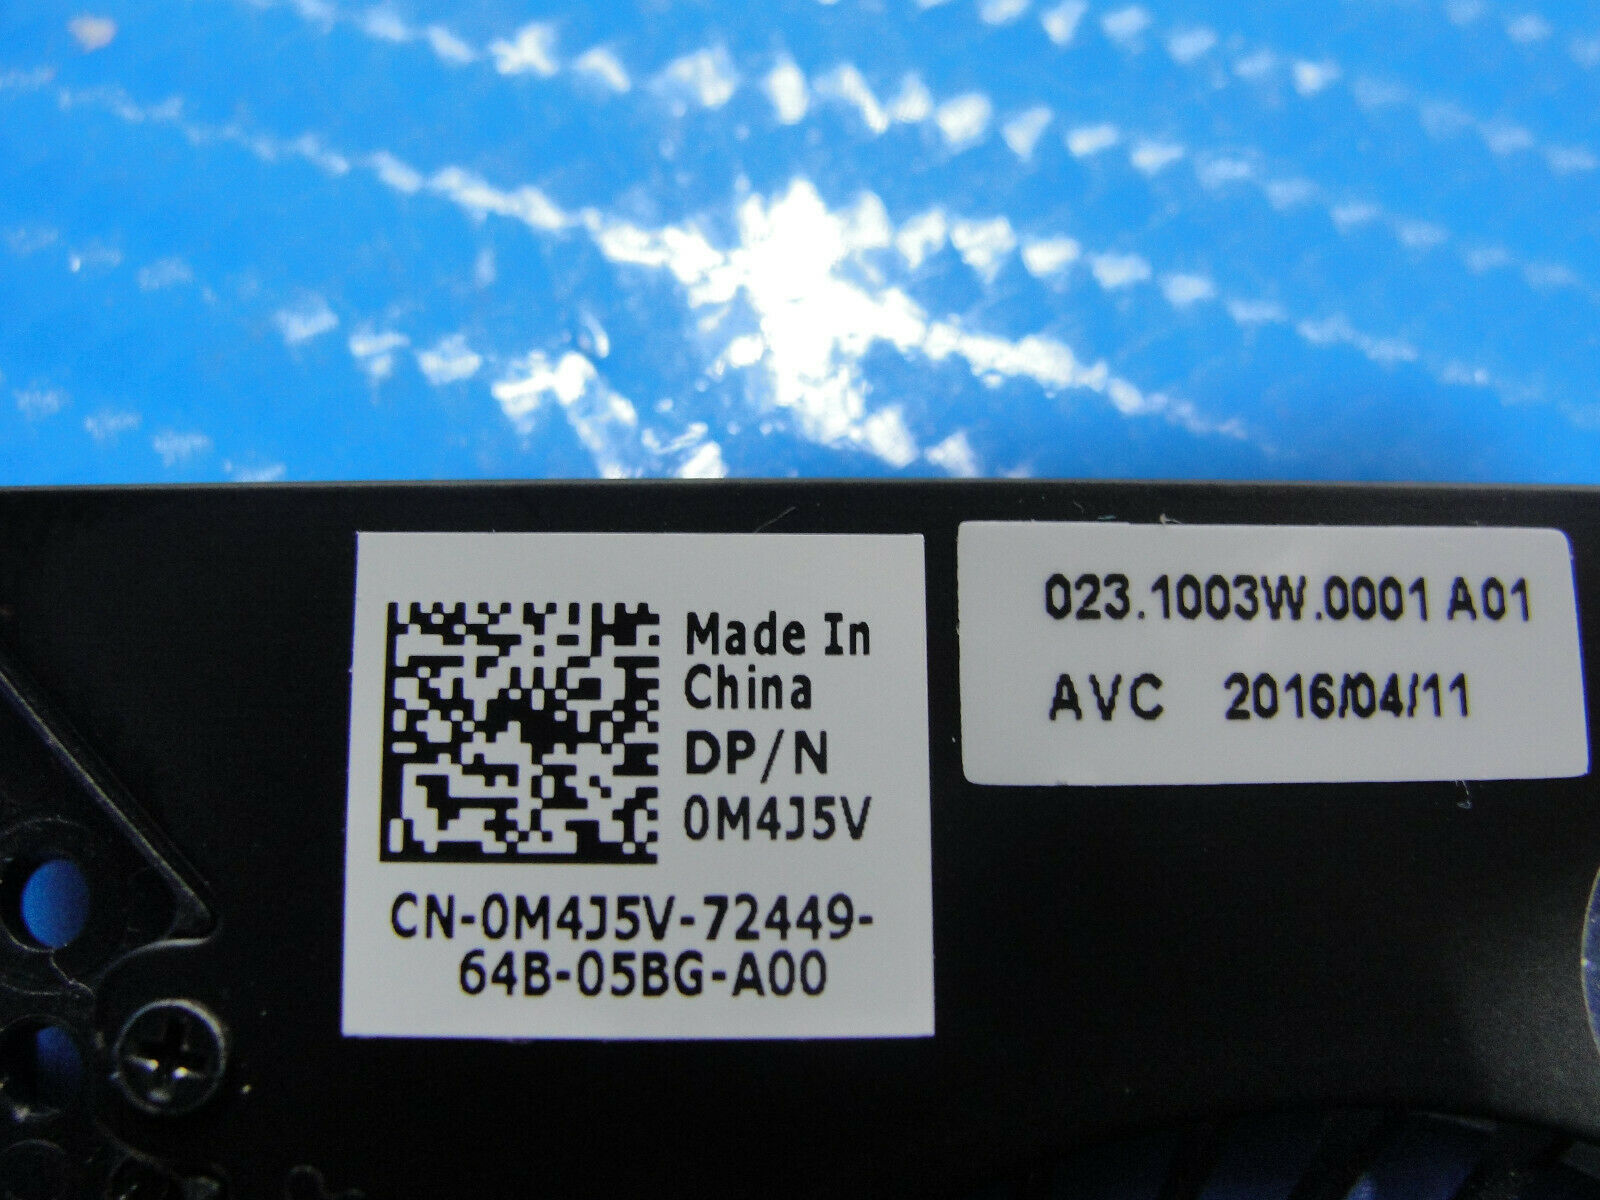 Made In
China
DP/N
0M4J5V
CN-0M4J5V-72449-
64B-05BG-A00
023.1003W.0001 A01
AVC 2016/04/11